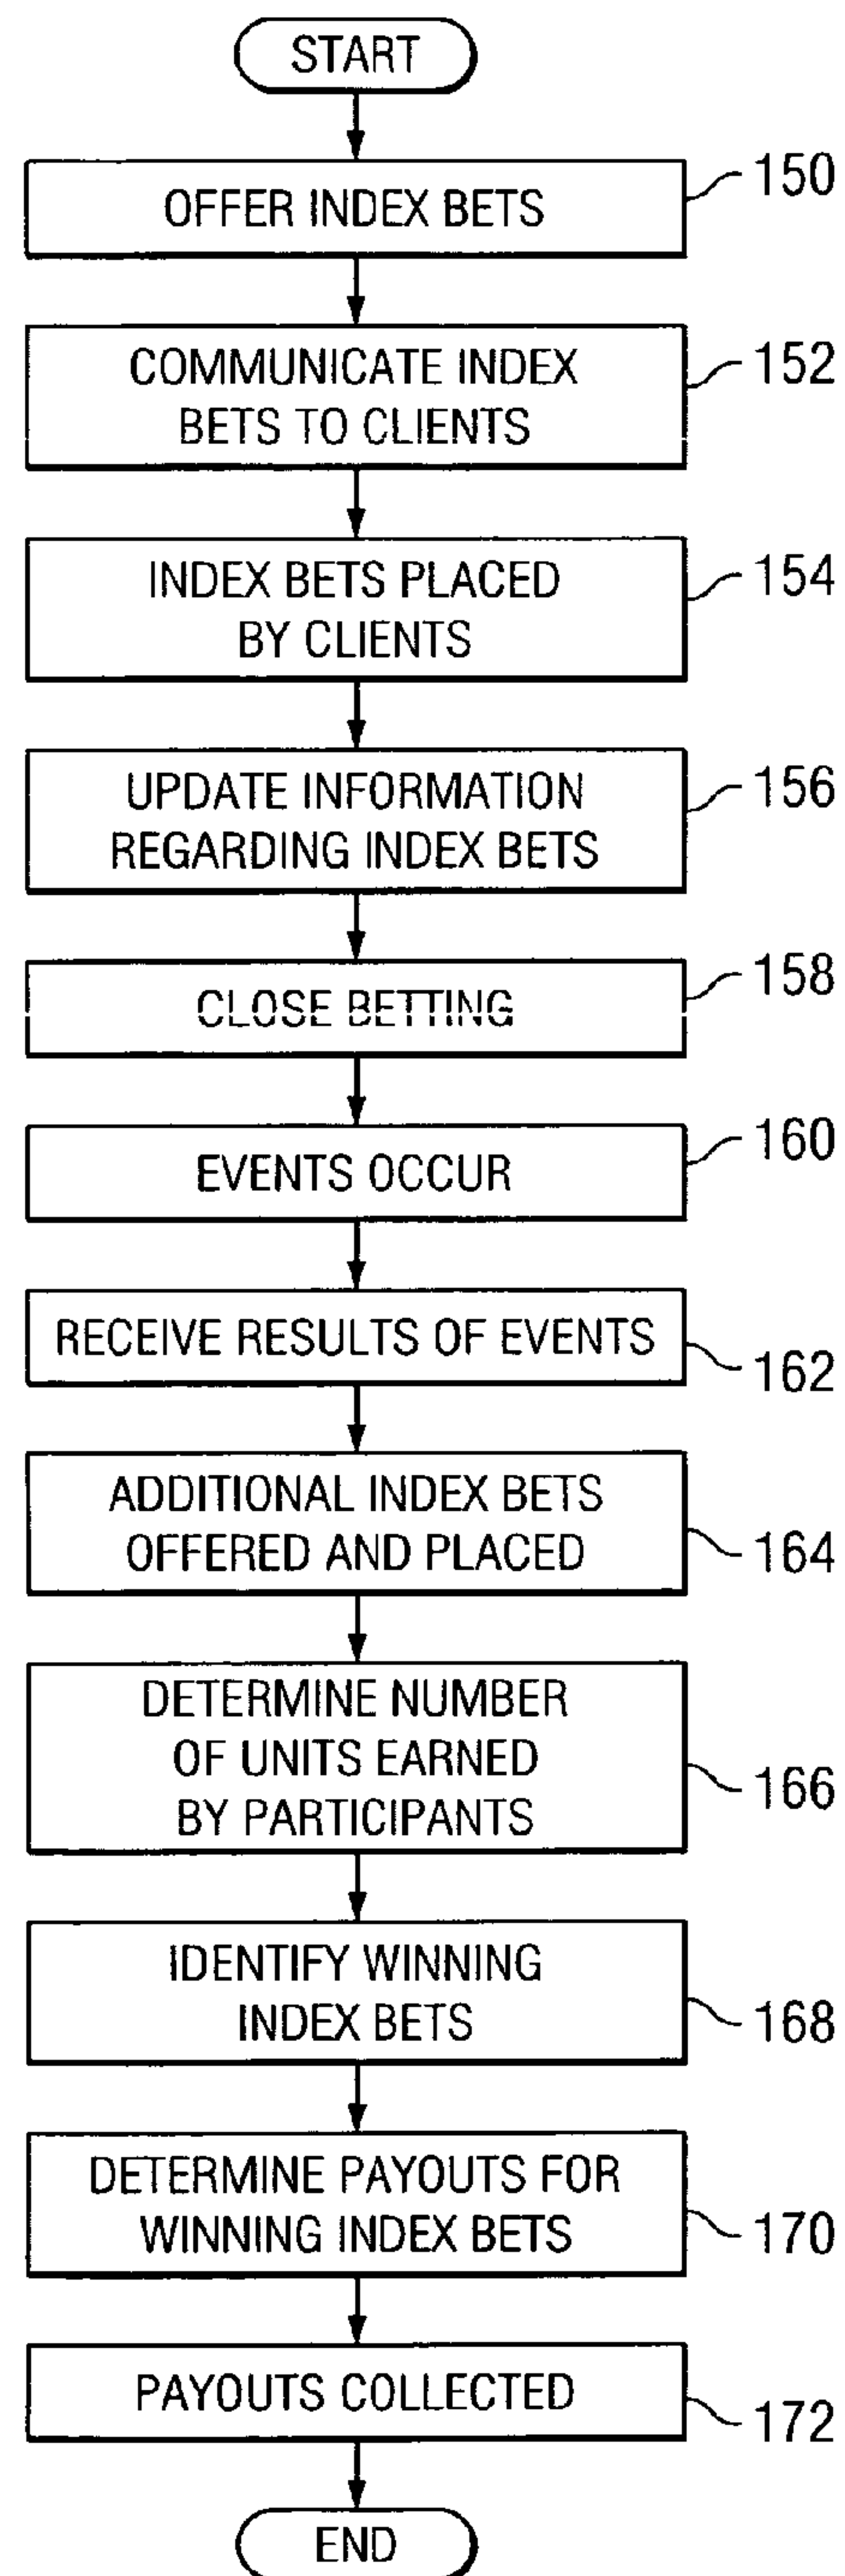 START
OFFER INDEX BETS
150
COMMUNICATE INDEX
BETS TO CLIENTS
152
INDEX BETS PLACED
BY CLIENTS
154
UPDATE INFORMATION
REGARDING INDEX BETS
156
CLOSE BETTING
158
EVENTS OCCUR
160
RECEIVE RESULTS OF EVENTS
162
ADDITIONAL INDEX BETS
OFFERED AND PLACED
164
DETERMINE NUMBER
OF UNITS EARNED
BY PARTICIPANTS
166
IDENTIFY WINNING
INDEX BETS
168
DETERMINE PAYOUTS FOR
WINNING INDEX BETS
170
PAYOUTS COLLECTED
172
END